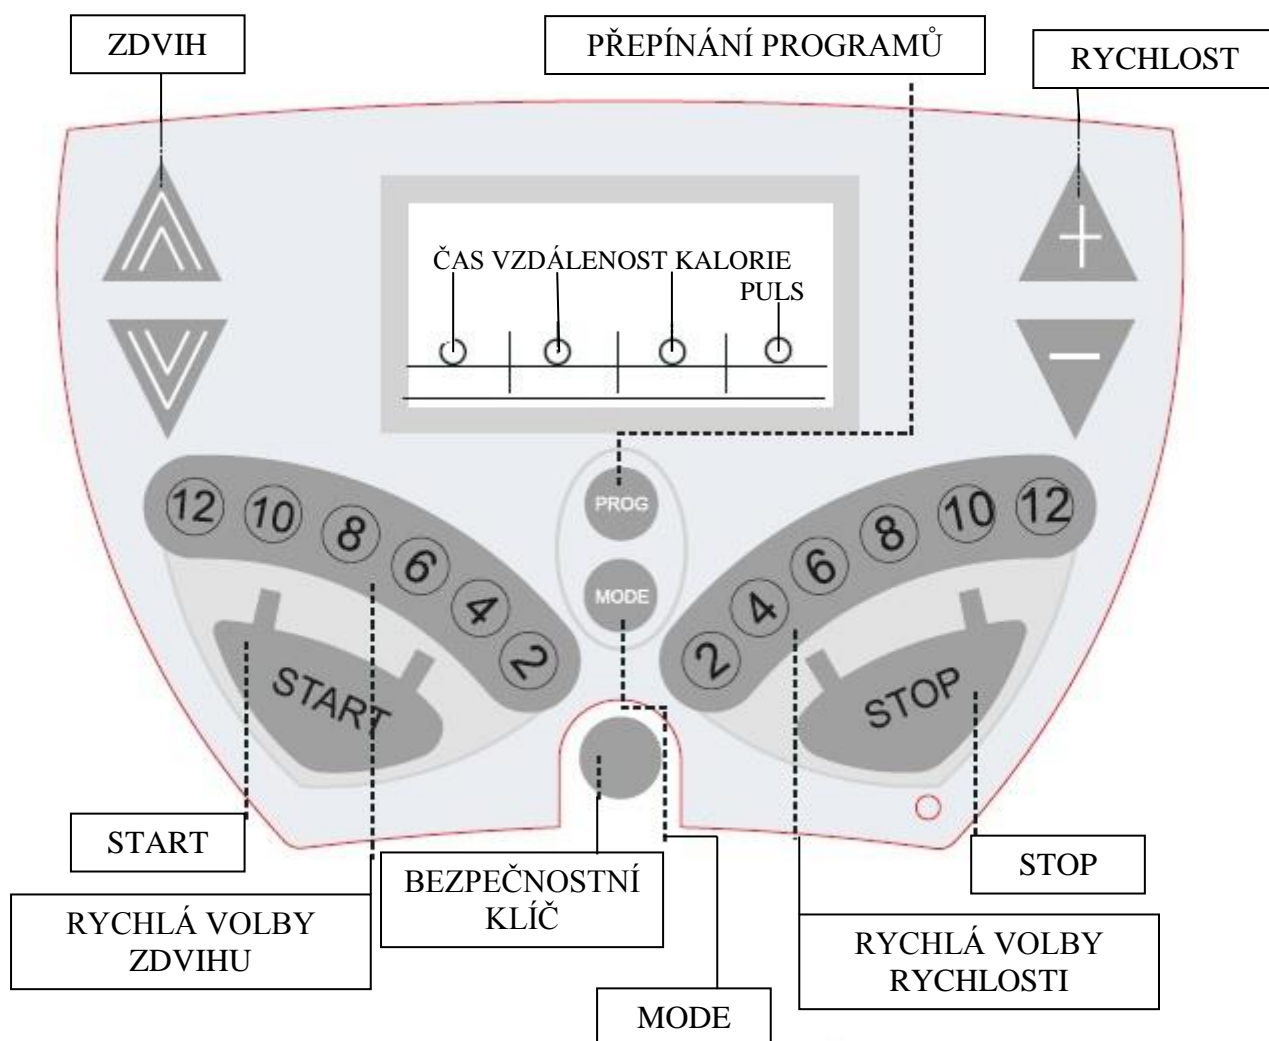 ZDVIH
PŘEPÍNÁNÍ PROGRAMŮ
RYCHLOST
ČAS VZDÁLENOST KALORIE
PULS
PROG
MODE
12 10 8 6 4 2
2 4 6 8 10 12
START
STOP
START
RYCHLÁ VOLBY
ZDVIHU
BEZPEČNOSTNÍ
KLÍČ
MODE
RYCHLÁ VOLBY
RYCHLOSTI
STOP